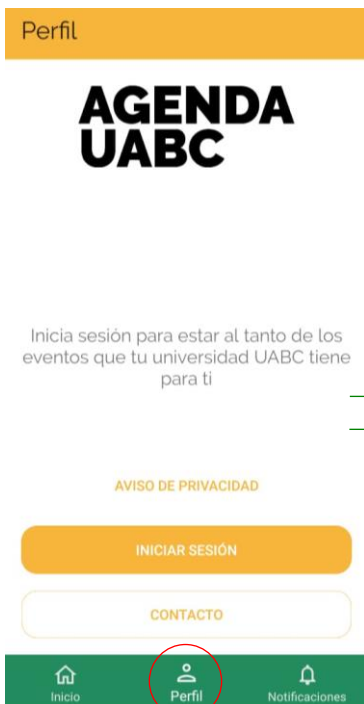 Perfil
AGENDA
UABC
Inicia sesión para estar al tanto de los
eventos que tu universidad UABC tiene
para ti
AVISO DE PRIVACIDAD
INICIAR SESIÓN
CONTACTO
Inicio Perfil Notificaciones